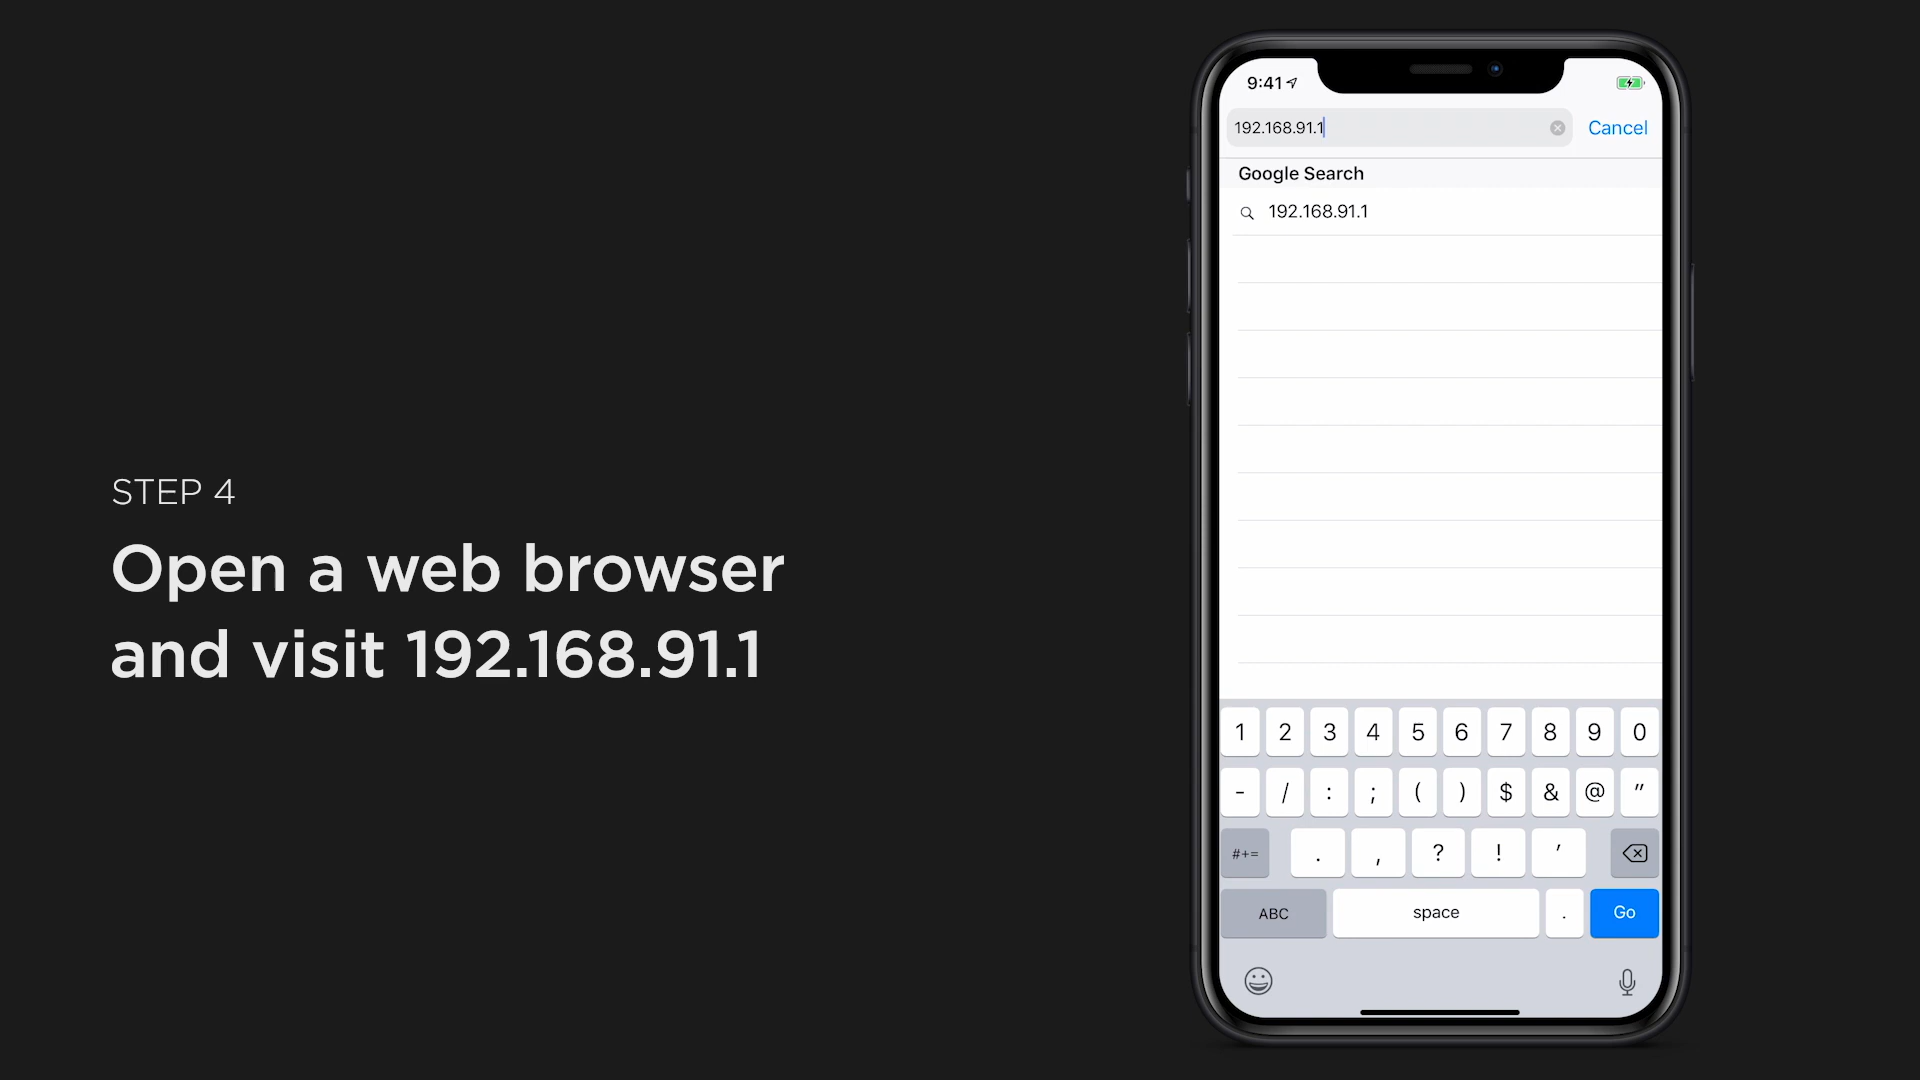 STEP 4
Open a web browser
and visit 192.168.91.1
9:41
192.168.91.1
Cancel
Google Search
192.168.91.1
1 2 3 4 5 6 7 8 9 0
- / : ; ( ) $ & @ "
#+= . , ? ! '
ABC space . Go